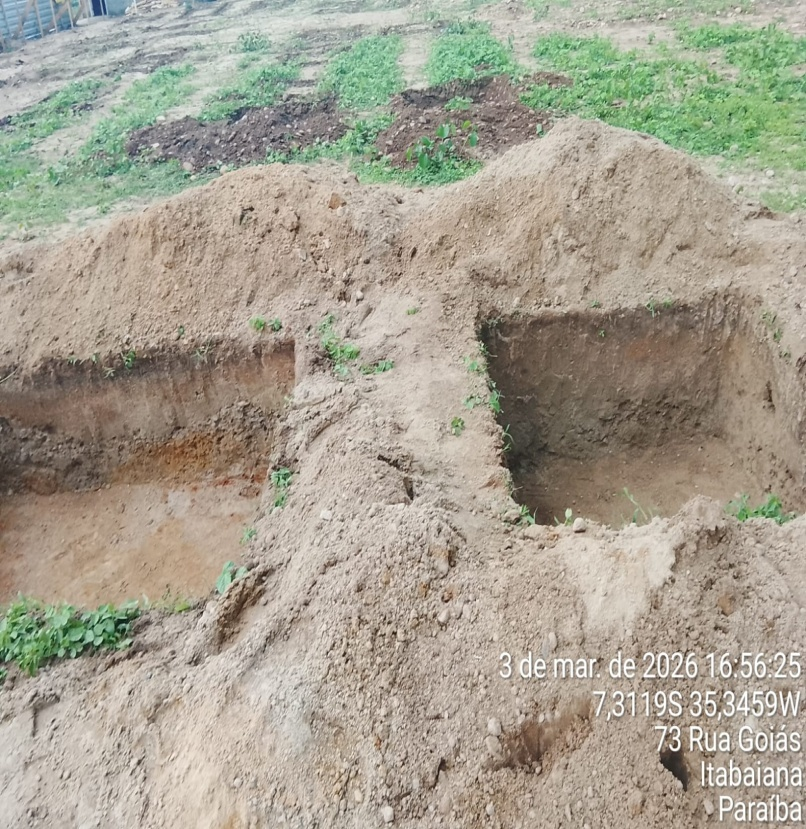 3 de mar. de 2026 16:56:25
7,3119S 35,3459W
73 Rua Goiás
Itabaiana
Paraíba